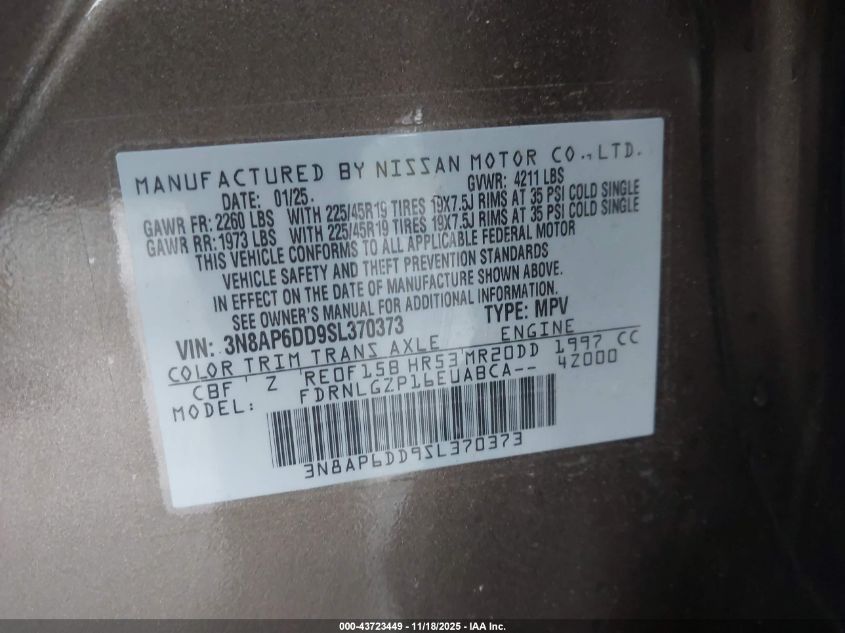 MANUFACTURED BY NISSAN MOTOR CO.,LTD.
DATE: 01/25. GVWR: 4211 LBS
GAWR FR: 2260 LBS WITH 225/45R19 TIRES 19X7.5J RIMS AT 35 PSI COLD SINGLE
GAWR RR: 1973 LBS WITH 225/45R19 TIRES 19X7.5J RIMS AT 35 PSI COLD SINGLE
THIS VEHICLE CONFORMS TO ALL APPLICABLE FEDERAL MOTOR
VEHICLE SAFETY AND THEFT PREVENTION STANDARDS
IN EFFECT ON THE DATE OF MANUFACTURE SHOWN ABOVE.
SEE OWNER'S MANUAL FOR ADDITIONAL INFORMATION.
VIN: 3N8AP6DD9SL370373 TYPE: MPV
COLOR TRIM TRANS AXLE ENGINE
CBF Z RE0F15B HR53 MR20DD 1997 CC
MODEL: FDRNLGZP16EUABCA-- 42000
3N8AP6DD9SL370373
000-43723449 - 11/18/2025 - IAA Inc.